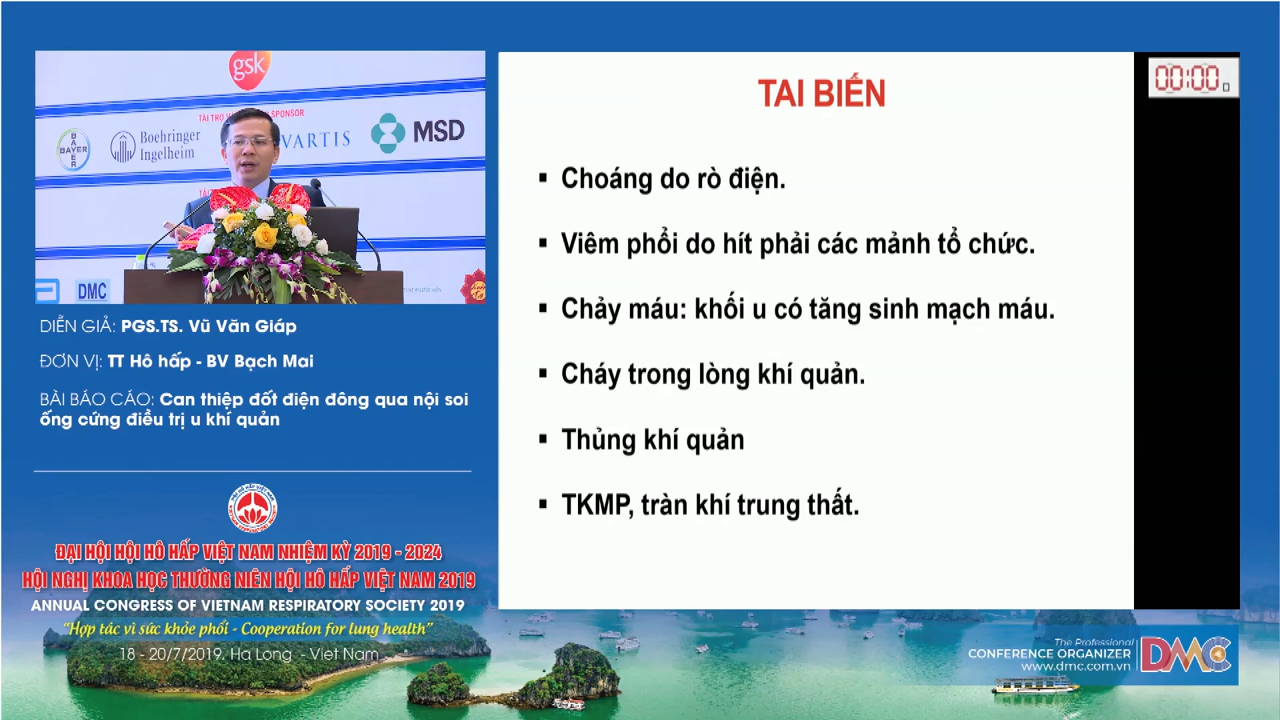 gsk
TÀI TRỢ
SPONSOR
BAYER
BAYER
Boehringer
Ingelheim
VARTIS
MSD
DMC
DIỄN GIẢ: PGS.TS. Vũ Văn Giáp
ĐƠN VỊ: TT Hô hấp - BV Bạch Mai
BÀI BÁO CÁO: Can thiệp đốt điện đông qua nội soi
ống cứng điều trị u khí quản
ĐẠI HỘI HỘI HÔ HẤP VIỆT NAM NHIỆM KỲ 2019 - 2024
HỘI NGHỊ KHOA HỌC THƯỜNG NIÊN HỘI HÔ HẤP VIỆT NAM 2019
ANNUAL CONGRESS OF VIETNAM RESPIRATORY SOCIETY 2019
“Hợp tác vì sức khỏe phổi - Cooperation for lung health”
18 - 20/7/2019. Ha Long - Viet Nam
TAI BIẾN
▪ Choáng do rò điện.
▪ Viêm phổi do hít phải các mảnh tổ chức.
▪ Chảy máu: khối u có tăng sinh mạch máu.
▪ Cháy trong lòng khí quản.
▪ Thủng khí quản
▪ TKMP, tràn khí trung thất.
00:00
The Professional
CONFERENCE ORGANIZER
www.dmc.com.vn
DMC